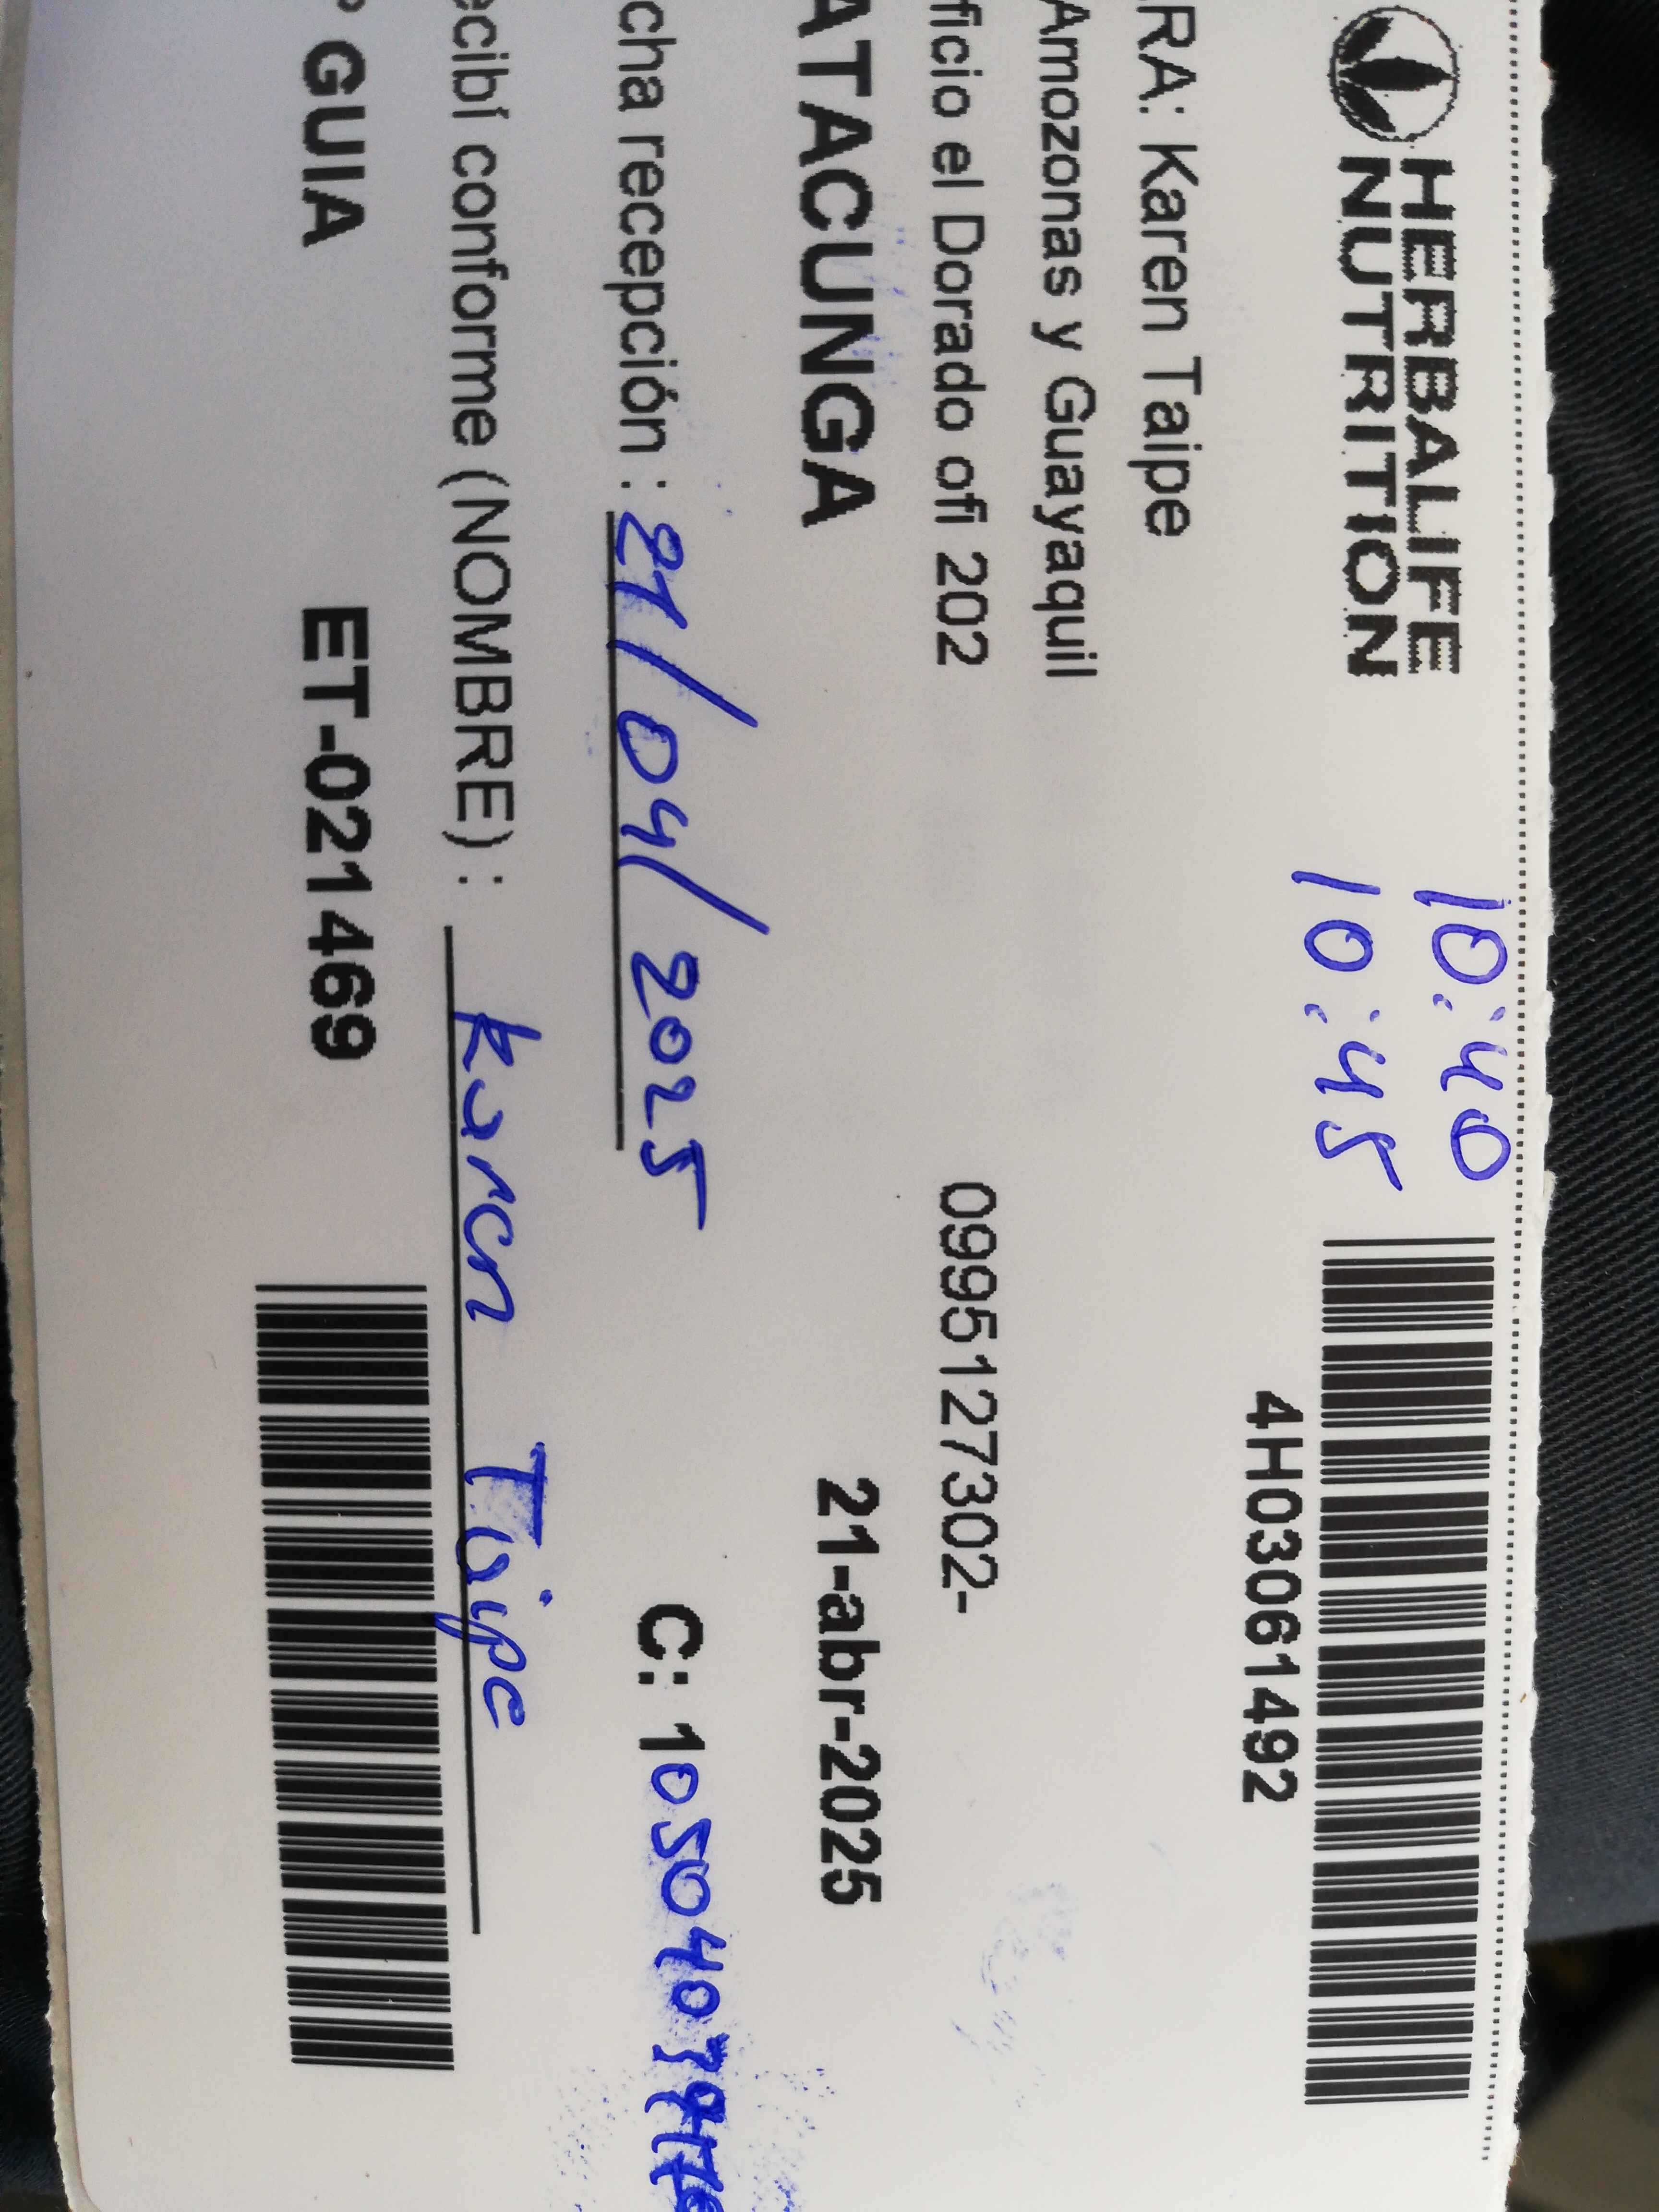 HERBALIFE
NUTRITION
10:40
10:45
4H03061492
RA: Karen Taipe
Amozonas y Guayaquil
ficio el Dorado ofi 202 0995127302-
ATACUNGA 21-abr-2025
cha recepción : 21/04/2025 C: 1
ecibí conforme (NOMBRE) : Karen Taipe
° GUIA ET-021469